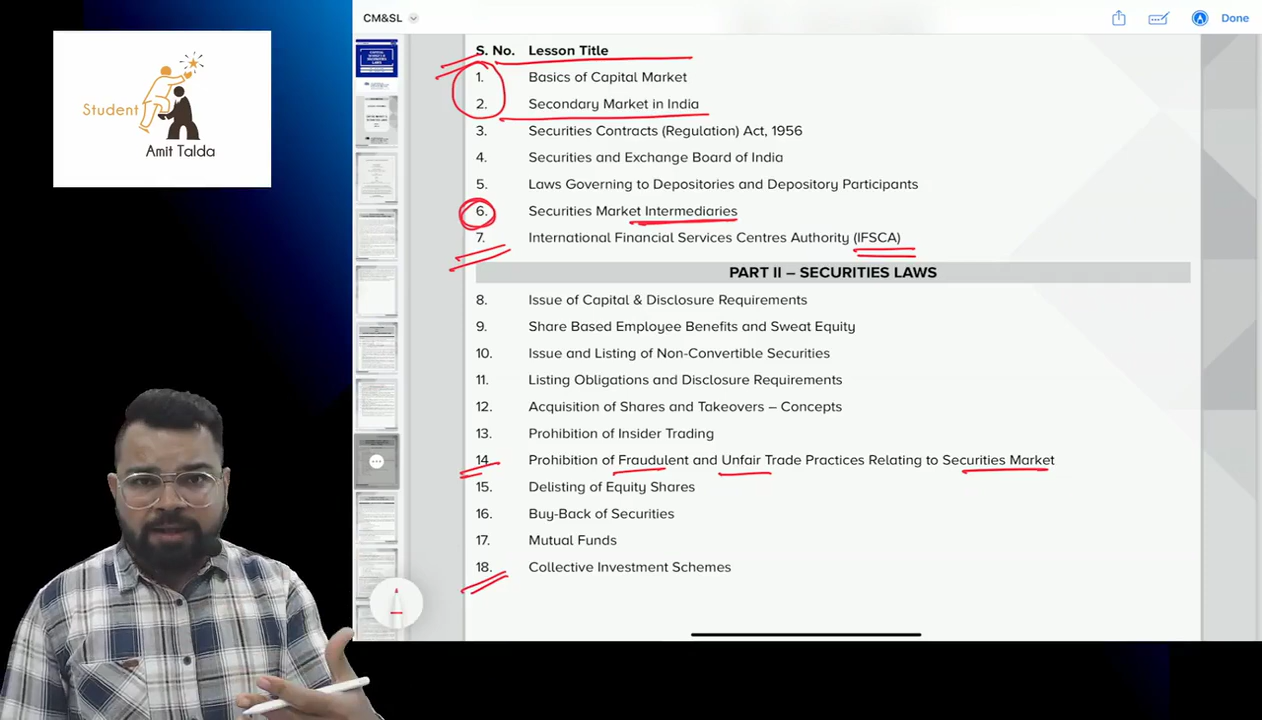 CM&SL
Done
Student
Amit Talda
S. No. Lesson Title
1. Basics of Capital Market
2. Secondary Market in India
3. Securities Contracts (Regulation) Act, 1956
4. Securities and Exchange Board of India
5. Laws Governing to Depositories and Depository Participants
6. Securities Market Intermediaries
7. International Financial Services Centres Authority (IFSCA)
PART II – SECURITIES LAWS
8. Issue of Capital & Disclosure Requirements
9. Share Based Employee Benefits and Sweat Equity
10. Issue and Listing of Non-Convertible Securities
11. Listing Obligations and Disclosure Requirements
12. Acquisition of Shares and Takeovers – Concepts
13. Prohibition of Insider Trading
14 Prohibition of Fraudulent and Unfair Trade Practices Relating to Securities Market
15. Delisting of Equity Shares
16. Buy-Back of Securities
17. Mutual Funds
18. Collective Investment Schemes